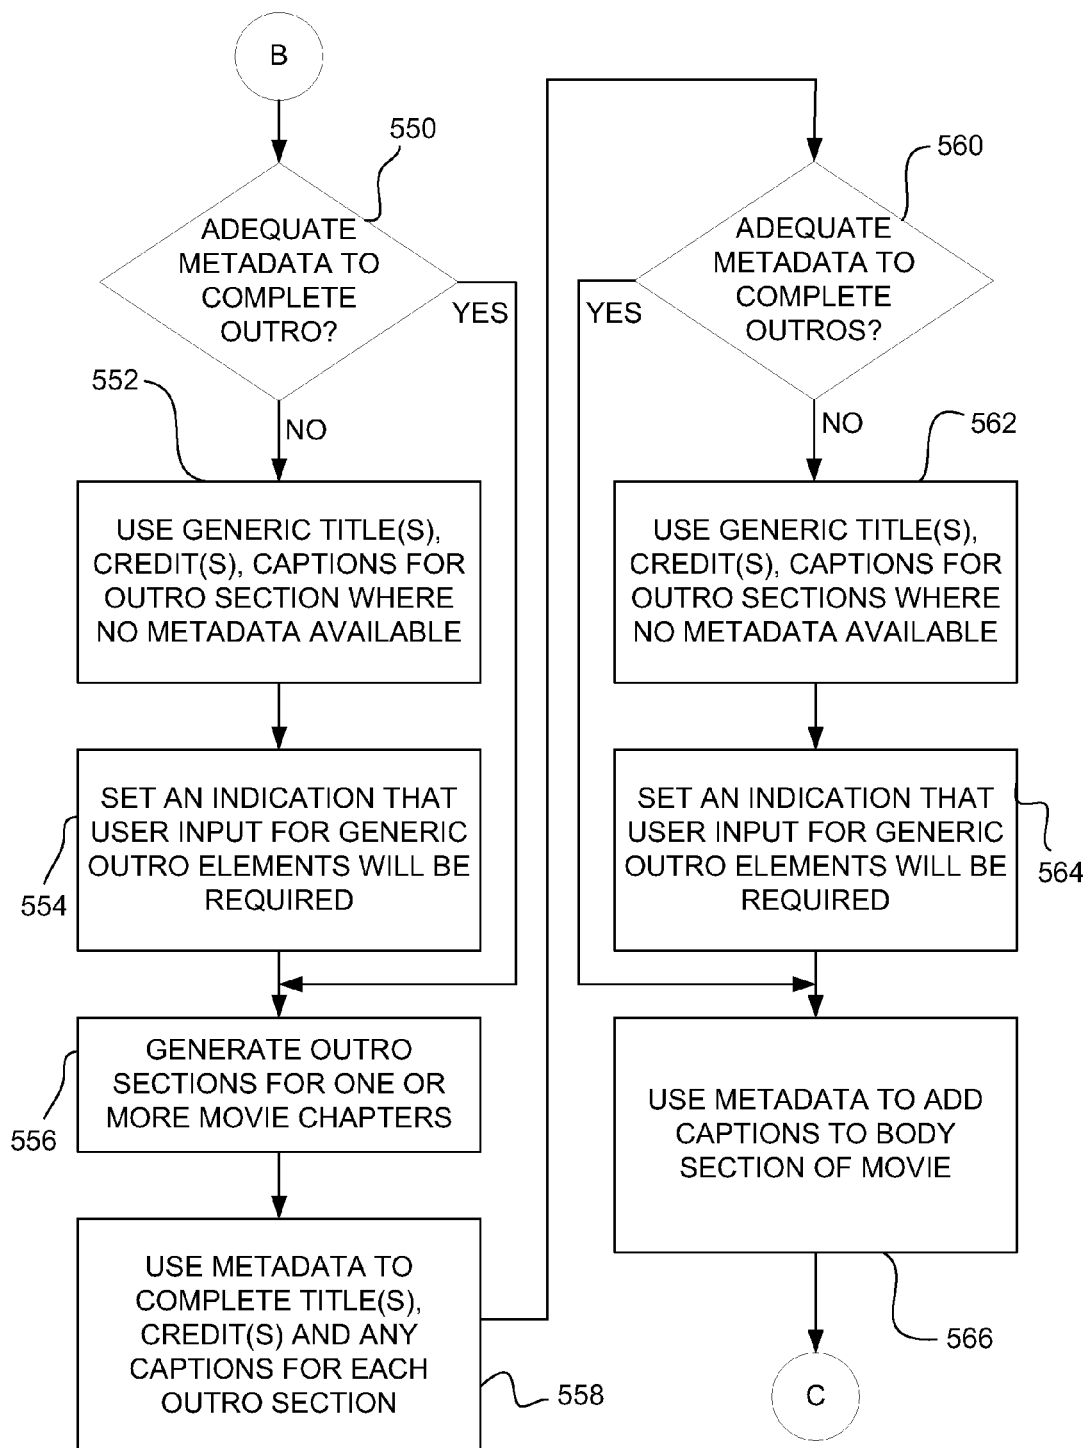 B
550
ADEQUATE
METADATA TO
COMPLETE
OUTRO?
YES
NO
552
USE GENERIC TITLE(S),
CREDIT(S), CAPTIONS FOR
OUTRO SECTION WHERE
NO METADATA AVAILABLE
SET AN INDICATION THAT
USER INPUT FOR GENERIC
OUTRO ELEMENTS WILL BE
REQUIRED
554
GENERATE OUTRO
SECTIONS FOR ONE OR
MORE MOVIE CHAPTERS
556
USE METADATA TO
COMPLETE TITLE(S),
CREDIT(S) AND ANY
CAPTIONS FOR EACH
OUTRO SECTION
558
560
ADEQUATE
METADATA TO
COMPLETE
OUTROS?
YES
NO
562
USE GENERIC TITLE(S),
CREDIT(S), CAPTIONS FOR
OUTRO SECTIONS WHERE
NO METADATA AVAILABLE
SET AN INDICATION THAT
USER INPUT FOR GENERIC
OUTRO ELEMENTS WILL BE
REQUIRED
564
USE METADATA TO ADD
CAPTIONS TO BODY
SECTION OF MOVIE
566
C